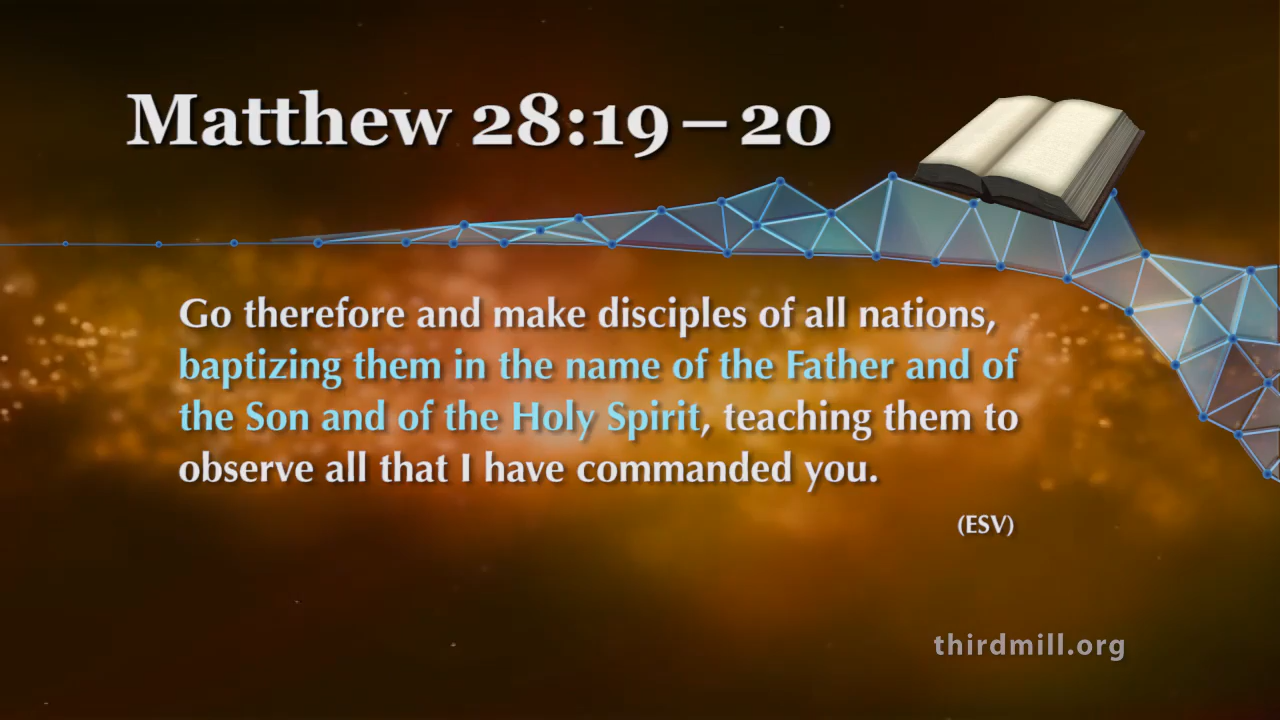 Matthew 28:19–20
Go therefore and make disciples of all nations,
baptizing them in the name of the Father and of
the Son and of the Holy Spirit, teaching them to
observe all that I have commanded you.
(ESV)
thirdmill.org